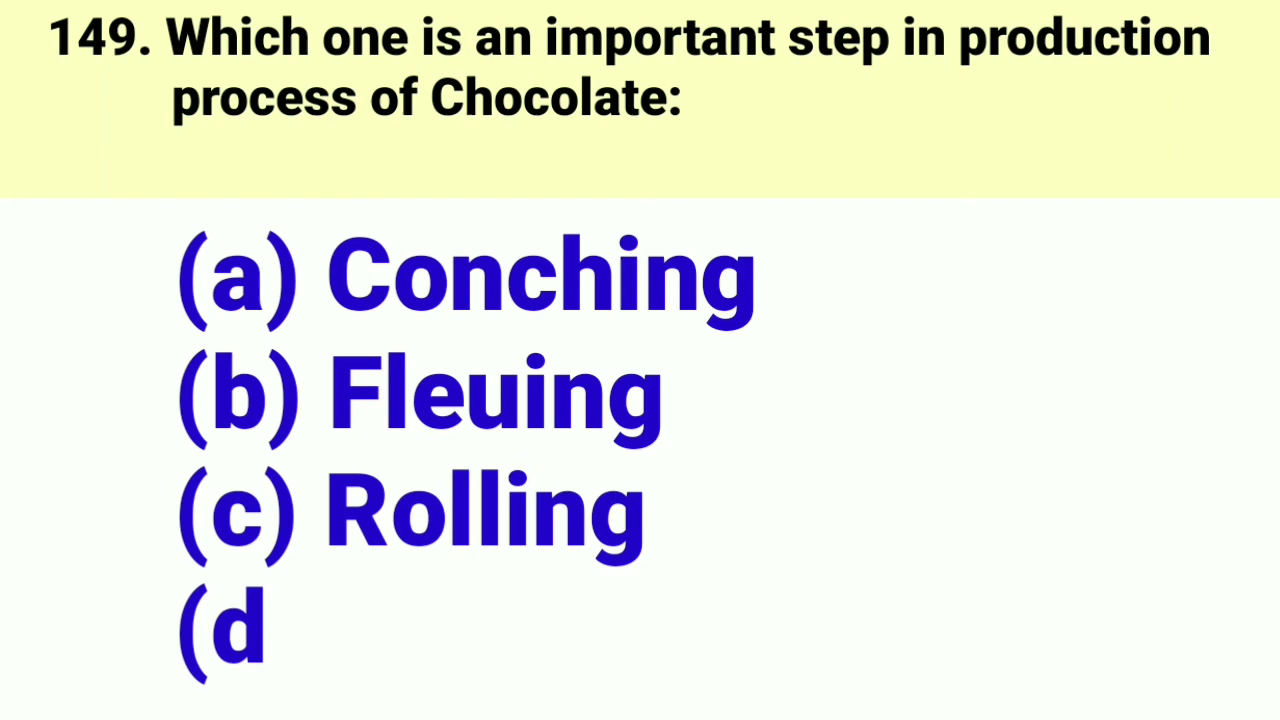 149. Which one is an important step in production
process of Chocolate:
(a) Conching
(b) Fleuing
(c) Rolling
(d